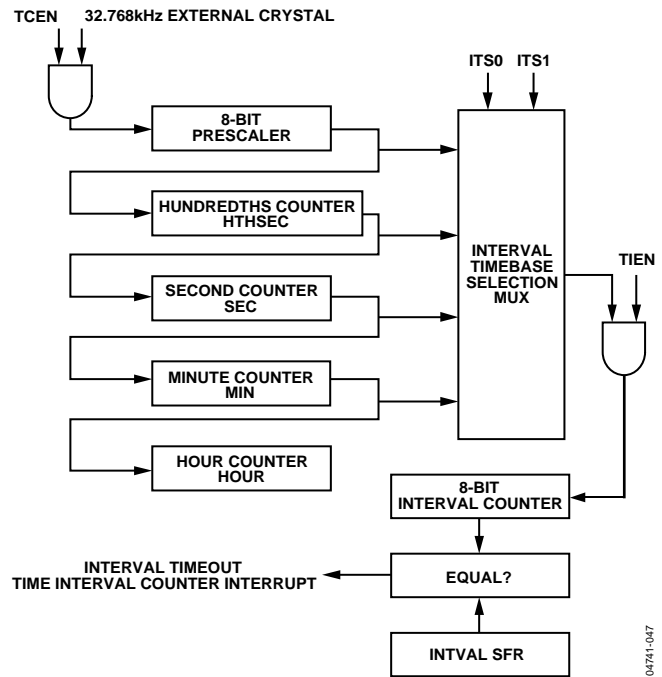 TCEN 32.768kHz EXTERNAL CRYSTAL
ITS0 ITS1
8-BIT
PRESCALER
HUNDREDTHS COUNTER
HTHSEC
INTERVAL
TIMEBASE
SELECTION
MUX
TIEN
SECOND COUNTER
SEC
MINUTE COUNTER
MIN
HOUR COUNTER
HOUR
8-BIT
INTERVAL COUNTER
INTERVAL TIMEOUT
TIME INTERVAL COUNTER INTERRUPT
EQUAL?
INTVAL SFR
04741-047